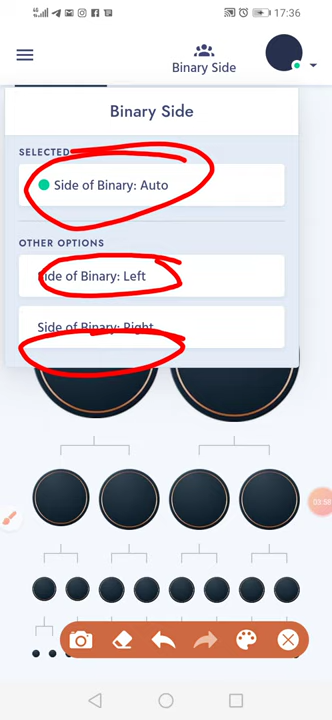 17:36
Binary Side
Binary Side
SELECTED
Side of Binary: Auto
OTHER OPTIONS
Side of Binary: Left
Side of Binary: Right